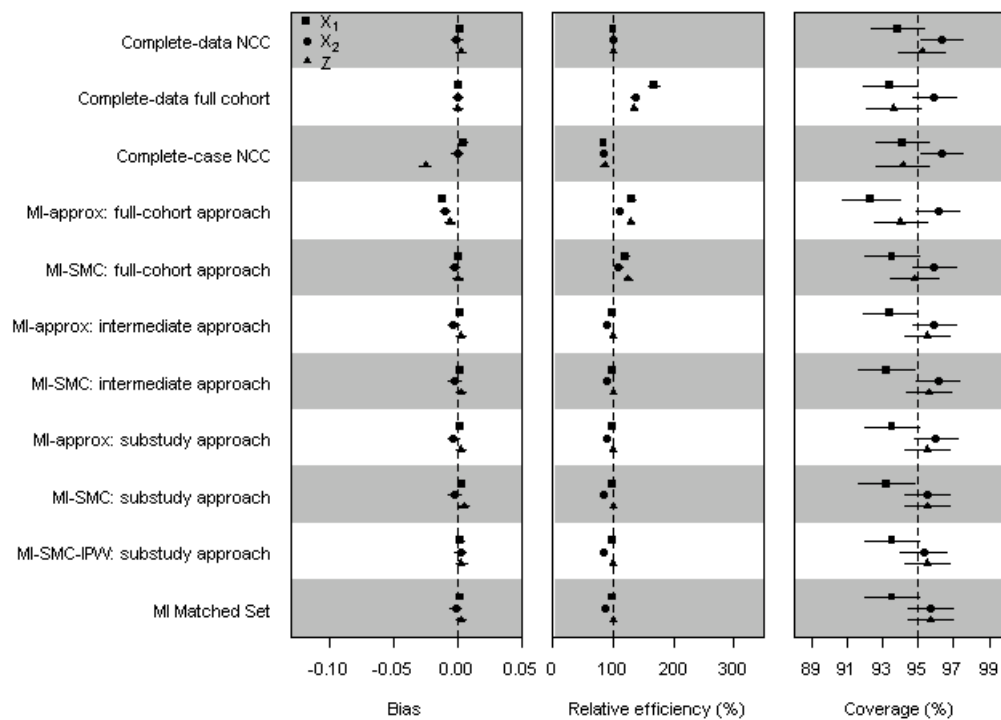 X1
X2
Z
Complete-data NCC
Complete-data full cohort
Complete-case NCC
MI-approx: full-cohort approach
MI-SMC: full-cohort approach
MI-approx: intermediate approach
MI-SMC: intermediate approach
MI-approx: substudy approach
MI-SMC: substudy approach
MI-SMC-IPW: substudy approach
MI Matched Set
-0.10 -0.05 0.00 0.05 0 100 200 300 89 91 93 95 97 99
Bias Relative efficiency (%) Coverage (%)